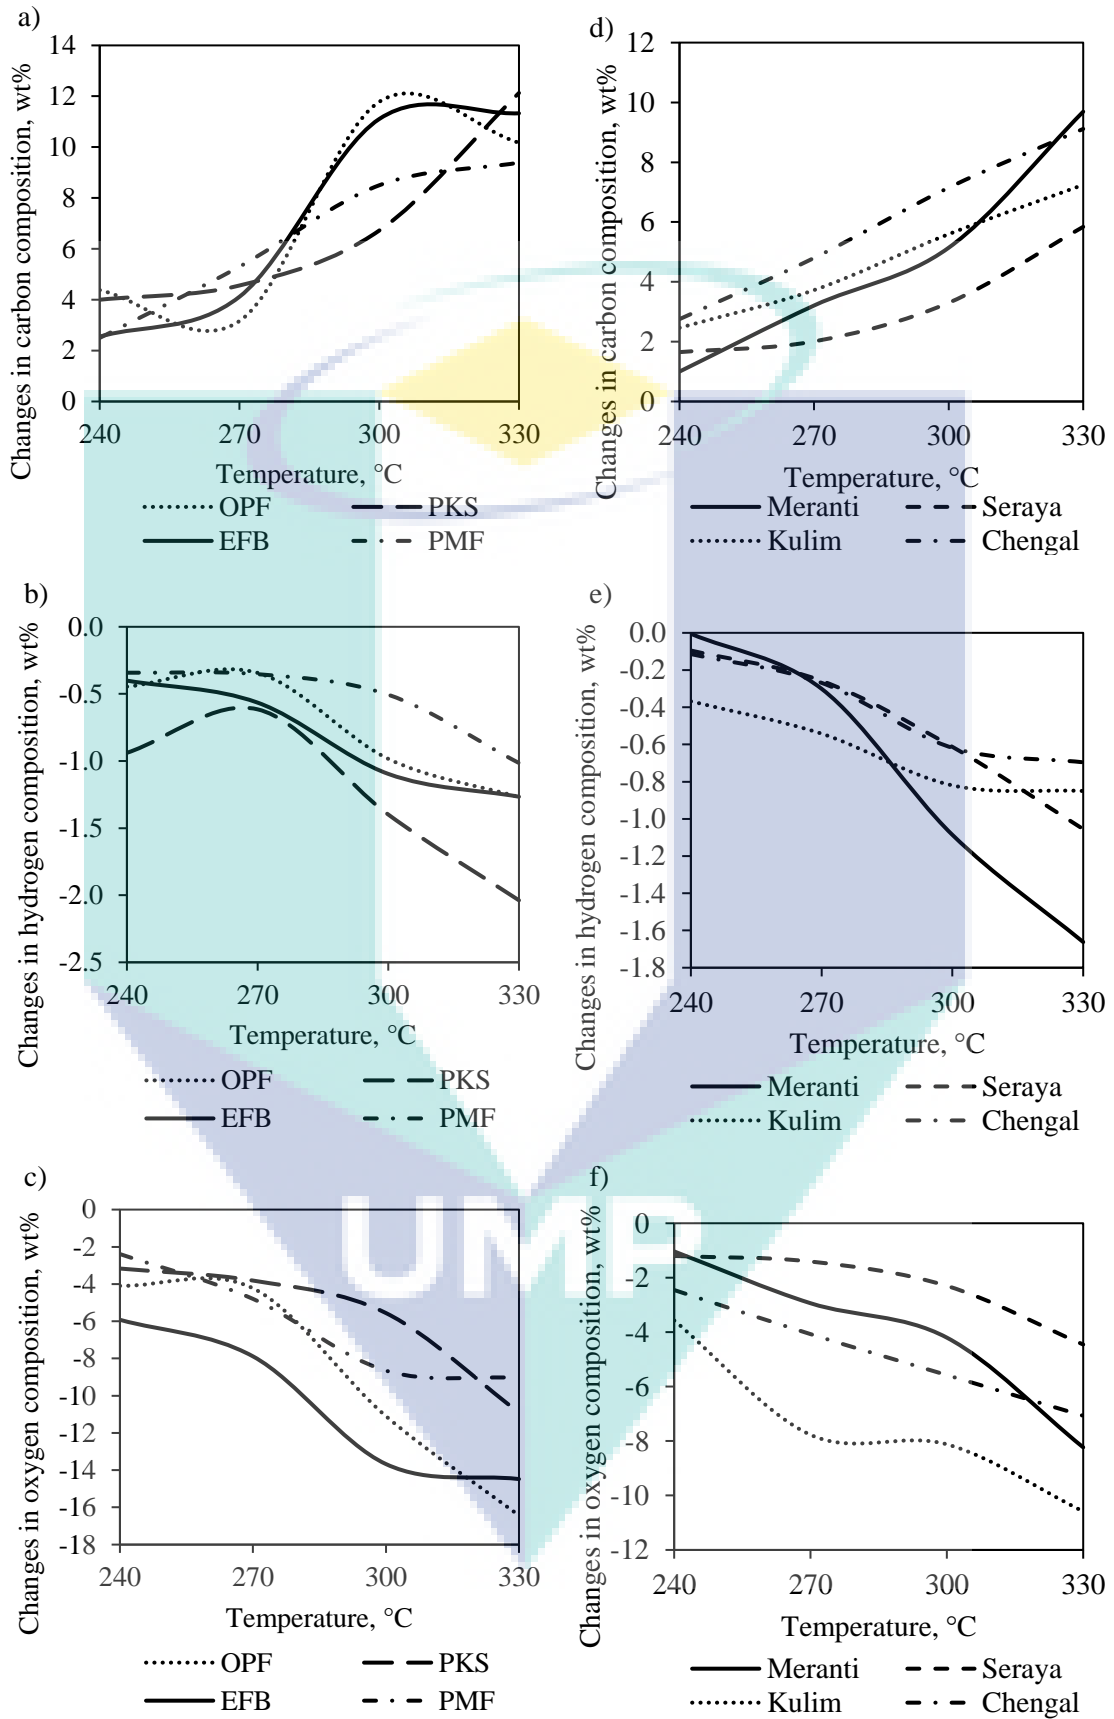 a)
Changes in carbon composition, wt%
14
12
10
8
6
4
2
0
240 270 300 330
Temperature, °C
OPF PKS
EFB PMF
d)
Changes in carbon composition, wt%
12
10
8
6
4
2
0
240 270 300 330
Temperature, °C
Meranti Seraya
Kulim Chengal
b)
Changes in hydrogen composition, wt%
0.0
-0.5
-1.0
-1.5
-2.0
-2.5
240 270 300 330
Temperature, °C
OPF PKS
EFB PMF
e)
Changes in hydrogen composition, wt%
0.0
-0.2
-0.4
-0.6
-0.8
-1.0
-1.2
-1.4
-1.6
-1.8
240 270 300 330
Temperature, °C
Meranti Seraya
Kulim Chengal
c)
Changes in oxygen composition, wt%
0
-2
-4
-6
-8
-10
-12
-14
-16
-18
240 270 300 330
Temperature, °C
OPF PKS
EFB PMF
f)
Changes in oxygen composition, wt%
0
-2
-4
-6
-8
-10
-12
240 270 300 330
Temperature, °C
Meranti Seraya
Kulim Chengal
UMP